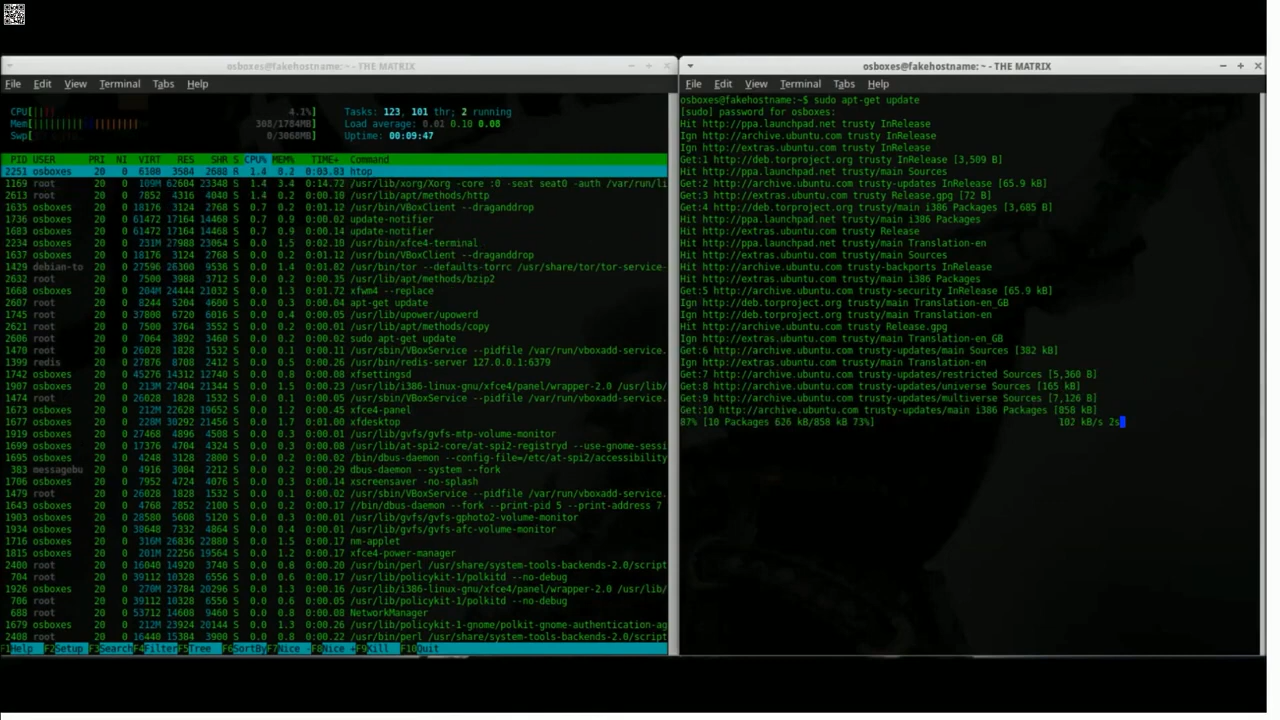 osboxes@fakehostname: ~ - THE MATRIX
File Edit View Terminal Tabs Help
CPU[|||| 4.1%]
Mem[ 308/1784MB]
Swp[ 0/3068MB]
Tasks: 123, 101 thr; 2 running
Load average: 0.01 0.10 0.08
Uptime: 00:09:47
PID USER PRI NI VIRT RES SHR S CPU% MEM% TIME+ Command
2251 osboxes 20 0 6100 3584 2688 R 1.4 0.2 0:03.83 htop
1169 root 20 0 109M 62604 23348 S 1.4 3.4 0:14.72 /usr/lib/xorg/Xorg -core :0 -seat seat0 -auth /var/run/li
2613 root 20 0 7852 4316 4040 S 1.4 0.2 0:00.10 /usr/lib/apt/methods/http
1635 osboxes 20 0 18176 3124 2768 S 0.7 0.2 0:01.12 /usr/bin/VBoxClient --draganddrop
1736 osboxes 20 0 61472 17164 14468 S 0.7 0.9 0:00.14 update-notifier
1683 osboxes 20 0 61472 17164 14468 S 0.7 0.9 0:00.14 update-notifier
2234 osboxes 20 0 231M 27988 23064 S 0.0 1.5 0:02.10 /usr/bin/xfce4-terminal
1637 osboxes 20 0 18176 3124 2768 S 0.0 0.2 0:01.12 /usr/bin/VBoxClient --draganddrop
1429 debian-to 20 0 27596 26300 9536 S 0.0 1.4 0:01.82 /usr/bin/tor --defaults-torrc /usr/share/tor/tor-service-
2632 root 20 0 7500 3988 3712 S 0.0 0.2 0:00.15 /usr/lib/apt/methods/bzip2
1668 osboxes 20 0 204M 24444 21032 S 0.0 1.3 0:01.72 xfwm4 --replace
2607 root 20 0 8244 5204 4600 S 0.0 0.3 0:00.04 apt-get update
1745 root 20 0 37800 6720 6016 S 0.0 0.4 0:00.05 /usr/lib/upower/upowerd
2621 root 20 0 7500 3764 3552 S 0.0 0.2 0:00.01 /usr/lib/apt/methods/copy
2606 root 20 0 7064 3892 3460 S 0.0 0.2 0:00.02 sudo apt-get update
1470 root 20 0 26028 1828 1532 S 0.0 0.1 0:00.11 /usr/sbin/VBoxService --pidfile /var/run/vboxadd-service.
1399 redis 20 0 27876 8708 2412 S 0.0 0.5 0:00.26 /usr/bin/redis-server 127.0.0.1:6379
1742 osboxes 20 0 45276 14312 12740 S 0.0 0.8 0:00.21 xfsettingsd
1907 osboxes 20 0 213M 27404 21344 S 0.0 1.5 0:00.23 /usr/lib/i386-linux-gnu/xfce4/panel/wrapper-2.0 /usr/lib/
1474 root 20 0 26028 1828 1532 S 0.0 0.1 0:00.05 /usr/sbin/VBoxService --pidfile /var/run/vboxadd-service.
1673 osboxes 20 0 212M 22628 19652 S 0.0 1.2 0:00.45 xfce4-panel
1677 osboxes 20 0 228M 30292 21456 S 0.0 1.7 0:01.00 xfdesktop
1919 osboxes 20 0 27468 4896 4508 S 0.0 0.3 0:00.01 /usr/lib/gvfs/gvfs-mtp-volume-monitor
1699 osboxes 20 0 17376 4704 4304 S 0.0 0.3 0:00.08 /usr/lib/at-spi2-core/at-spi2-registryd --use-gnome-sessi
1695 osboxes 20 0 4248 3128 2800 S 0.0 0.2 0:00.02 /bin/dbus-daemon --config-file=/etc/at-spi2/accessibility
383 messagebu 20 0 4916 3084 2212 S 0.0 0.2 0:00.29 dbus-daemon --system --fork
1706 osboxes 20 0 7952 4724 4076 S 0.0 0.3 0:00.14 xscreensaver -no-splash
1479 root 20 0 26028 1828 1532 S 0.0 0.1 0:00.02 /usr/sbin/VBoxService --pidfile /var/run/vboxadd-service.
1643 osboxes 20 0 4768 2852 2100 S 0.0 0.2 0:00.17 //bin/dbus-daemon --fork --print-pid 5 --print-address 7
1903 osboxes 20 0 28580 5608 5120 S 0.0 0.3 0:00.01 /usr/lib/gvfs/gvfs-gphoto2-volume-monitor
1934 osboxes 20 0 38648 7332 4864 S 0.0 0.4 0:00.01 /usr/lib/gvfs/gvfs-afc-volume-monitor
1716 osboxes 20 0 316M 26836 22880 S 0.0 1.5 0:00.17 nm-applet
1815 osboxes 20 0 201M 22256 19564 S 0.0 1.2 0:00.17 xfce4-power-manager
2400 root 20 0 16040 14920 3740 S 0.0 0.8 0:00.20 /usr/bin/perl /usr/share/system-tools-backends-2.0/script
704 root 20 0 39112 10328 6556 S 0.0 0.6 0:00.17 /usr/lib/policykit-1/polkitd --no-debug
1926 osboxes 20 0 270M 23784 20296 S 0.0 1.3 0:00.16 /usr/lib/i386-linux-gnu/xfce4/panel/wrapper-2.0 /usr/lib/
706 root 20 0 39112 10328 6556 S 0.0 0.6 0:00.05 /usr/lib/policykit-1/polkitd --no-debug
688 root 20 0 53712 14608 9460 S 0.0 0.8 0:00.08 NetworkManager
1679 osboxes 20 0 212M 23924 20144 S 0.0 1.3 0:00.26 /usr/lib/policykit-1-gnome/polkit-gnome-authentication-ag
2408 root 20 0 16440 15384 3900 S 0.0 0.8 0:00.22 /usr/bin/perl /usr/share/system-tools-backends-2.0/script
F1Help F2Setup F3Search F4Filter F5Tree F6SortBy F7Nice - F8Nice + F9Kill F10Quit
osboxes@fakehostname: ~ - THE MATRIX
File Edit View Terminal Tabs Help
osboxes@fakehostname:~$ sudo apt-get update
[sudo] password for osboxes:
Hit http://ppa.launchpad.net trusty InRelease
Ign http://archive.ubuntu.com trusty InRelease
Ign http://extras.ubuntu.com trusty InRelease
Get:1 http://deb.torproject.org trusty InRelease [3,509 B]
Hit http://ppa.launchpad.net trusty/main Sources
Get:2 http://archive.ubuntu.com trusty-updates InRelease [65.9 kB]
Get:3 http://extras.ubuntu.com trusty Release.gpg [72 B]
Get:4 http://deb.torproject.org trusty/main i386 Packages [3,685 B]
Hit http://ppa.launchpad.net trusty/main i386 Packages
Hit http://extras.ubuntu.com trusty Release
Hit http://ppa.launchpad.net trusty/main Translation-en
Hit http://extras.ubuntu.com trusty/main Sources
Hit http://archive.ubuntu.com trusty-backports InRelease
Hit http://extras.ubuntu.com trusty/main i386 Packages
Get:5 http://archive.ubuntu.com trusty-security InRelease [65.9 kB]
Ign http://deb.torproject.org trusty/main Translation-en_GB
Ign http://deb.torproject.org trusty/main Translation-en
Hit http://archive.ubuntu.com trusty Release.gpg
Ign http://extras.ubuntu.com trusty/main Translation-en_GB
Get:6 http://archive.ubuntu.com trusty-updates/main Sources [382 kB]
Ign http://extras.ubuntu.com trusty/main Translation-en
Get:7 http://archive.ubuntu.com trusty-updates/restricted Sources [5,360 B]
Get:8 http://archive.ubuntu.com trusty-updates/universe Sources [165 kB]
Get:9 http://archive.ubuntu.com trusty-updates/multiverse Sources [7,126 B]
Get:10 http://archive.ubuntu.com trusty-updates/main i386 Packages [858 kB]
87% [10 Packages 626 kB/858 kB 73%] 102 kB/s 2s